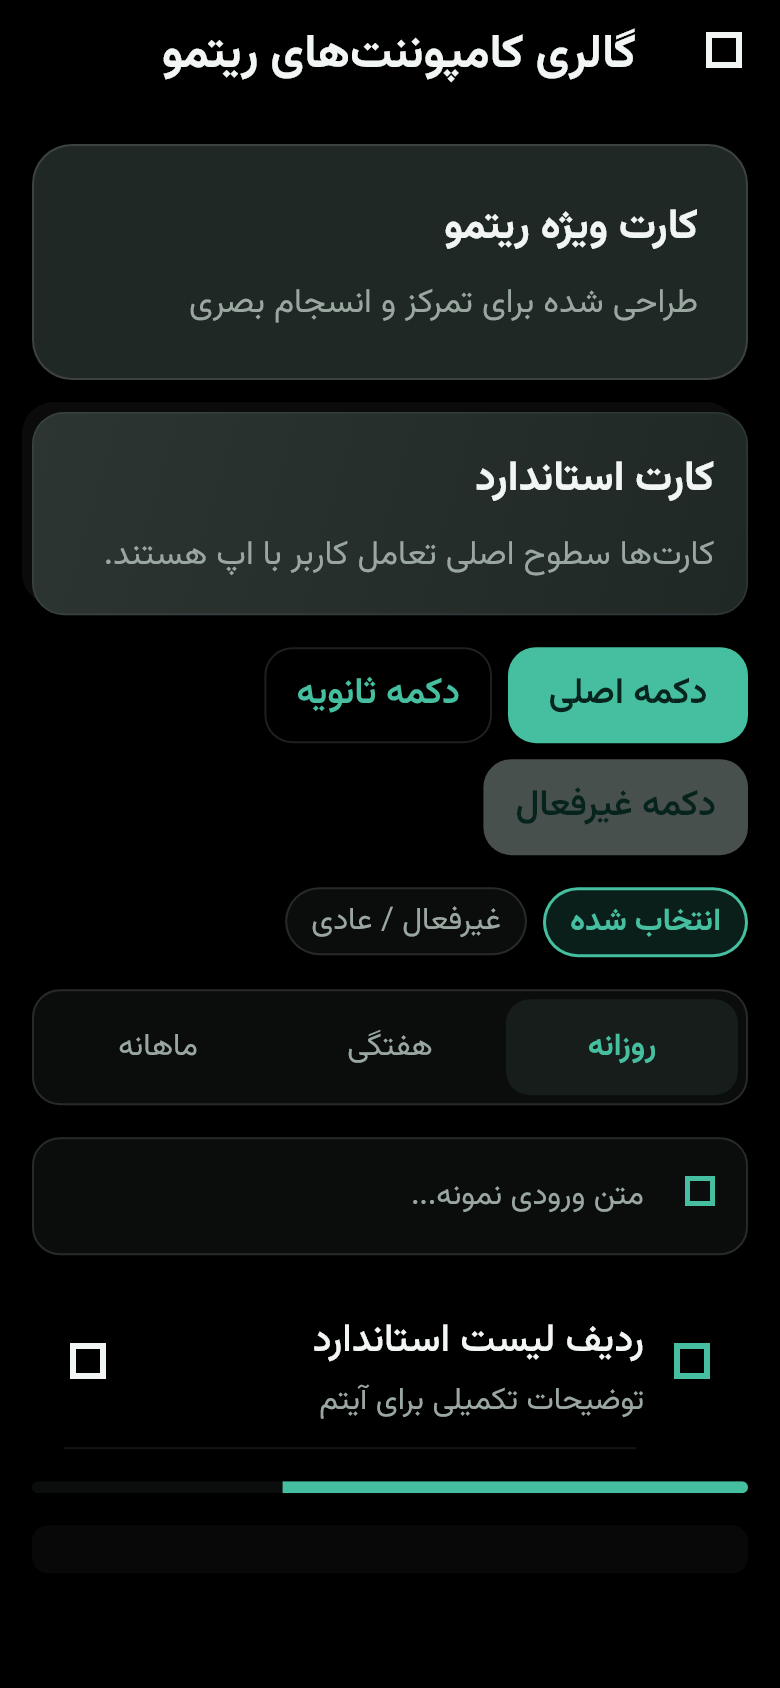 گالری کامپوننت‌های ریتمو
کارت ویژه ریتمو
طراحی شده برای تمرکز و انسجام بصری
کارت استاندارد
کارت‌ها سطوح اصلی تعامل کاربر با اپ هستند.
دکمه اصلی
دکمه ثانویه
دکمه غیرفعال
انتخاب شده
غیرفعال / عادی
روزانه
هفتگی
ماهانه
متن ورودی نمونه...
ردیف لیست استاندارد
توضیحات تکمیلی برای آیتم